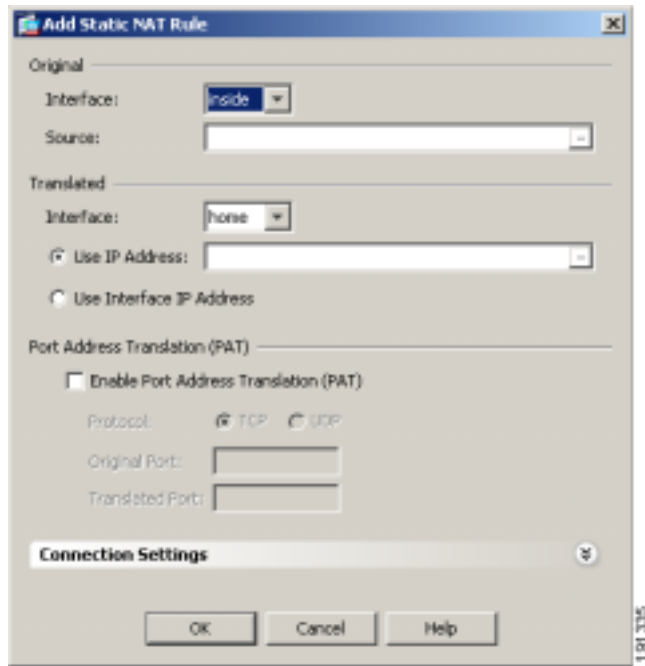 Add Static NAT Rule
Original
Interface: inside
Source:
Translated
Interface: home
Use IP Address:
Use Interface IP Address
Port Address Translation (PAT)
Enable Port Address Translation (PAT)
Protocol: TCP UDP
Original Port:
Translated Port:
Connection Settings
OK Cancel Help
191335